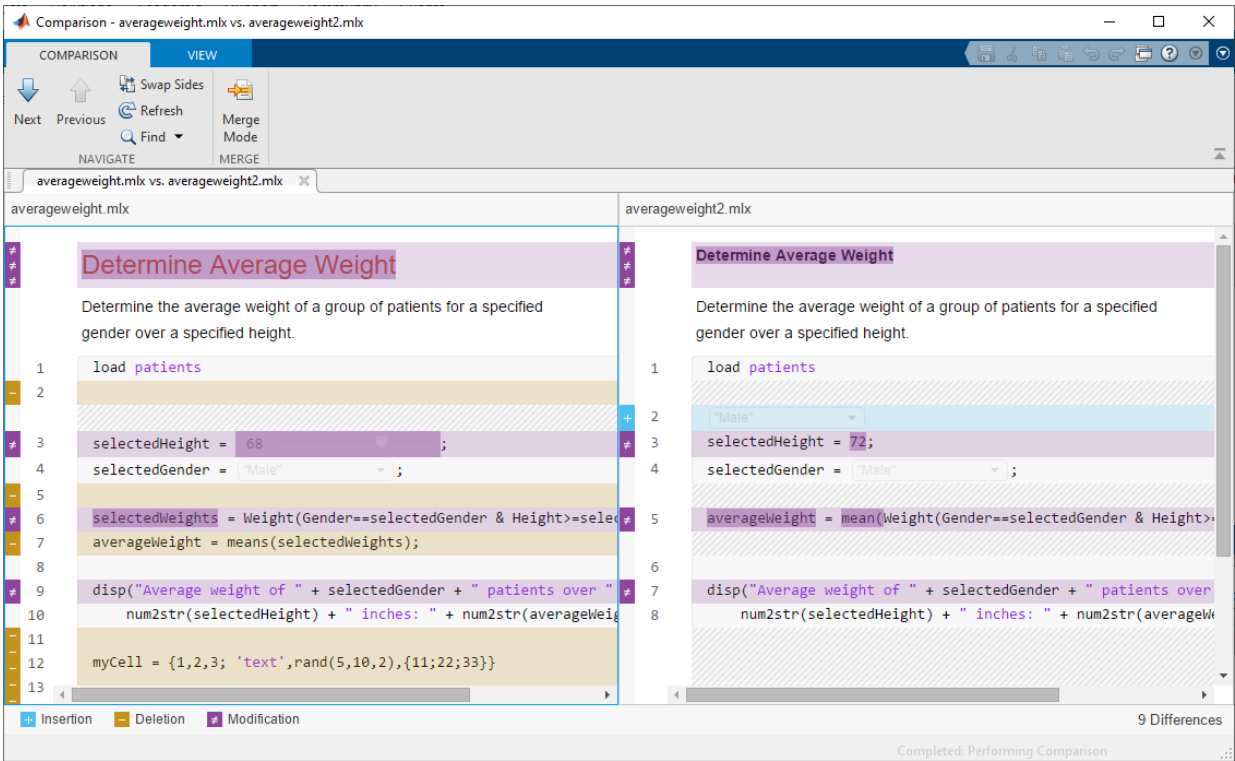 Comparison - averageweight.mlx vs. averageweight2.mlx
COMPARISON VIEW
Next Previous Swap Sides Refresh Find Merge Mode
NAVIGATE MERGE
averageweight.mlx vs. averageweight2.mlx
averageweight.mlx
Determine Average Weight
Determine the average weight of a group of patients for a specified
gender over a specified height.
1 load patients
2
3 selectedHeight = 68 ;
4 selectedGender = "Male" ;
5
6 selectedWeights = Weight(Gender==selectedGender & Height>=selec
7 averageWeight = means(selectedWeights);
8
9 disp("Average weight of " + selectedGender + " patients over "
10 num2str(selectedHeight) + " inches: " + num2str(averageWeig
11
12 myCell = {1,2,3; 'text',rand(5,10,2),{11;22;33}}
13
averageweight2.mlx
Determine Average Weight
Determine the average weight of a group of patients for a specified
gender over a specified height.
1 load patients
2 "Male"
3 selectedHeight = 72;
4 selectedGender = "Male" ;
5 averageWeight = mean(Weight(Gender==selectedGender & Height>=
6
7 disp("Average weight of " + selectedGender + " patients over
8 num2str(selectedHeight) + " inches: " + num2str(averageWe
+ Insertion − Deletion ≠ Modification 9 Differences
Completed: Performing Comparison